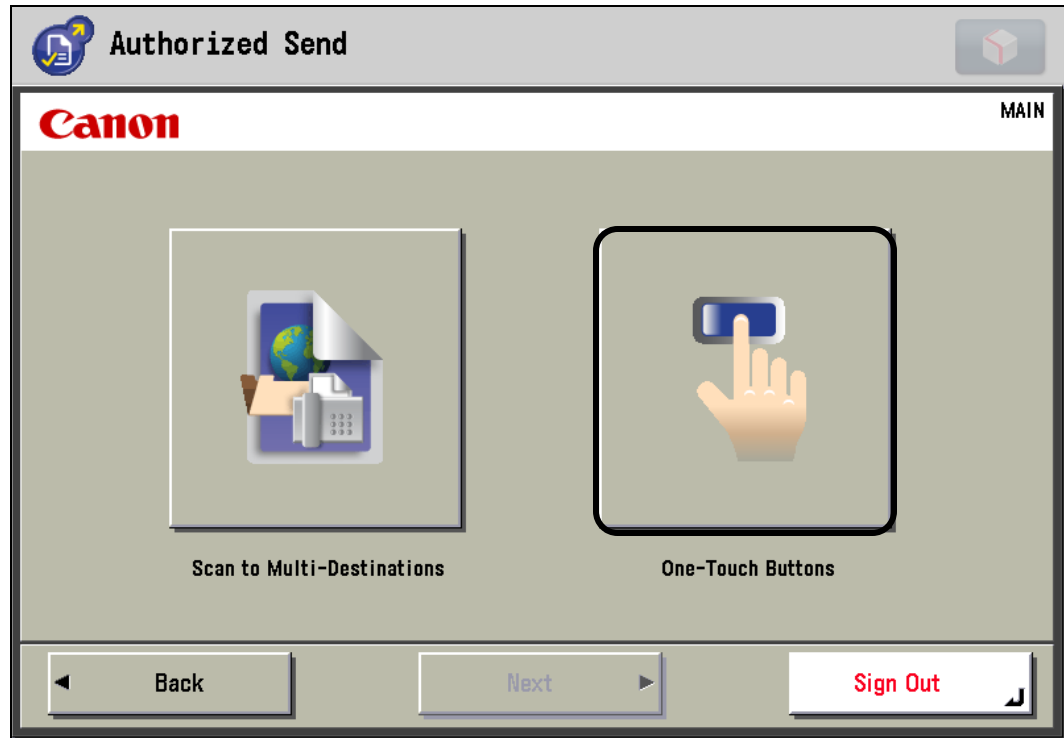 Authorized Send
Canon
MAIN
Scan to Multi-Destinations
One-Touch Buttons
Back
Next
Sign Out